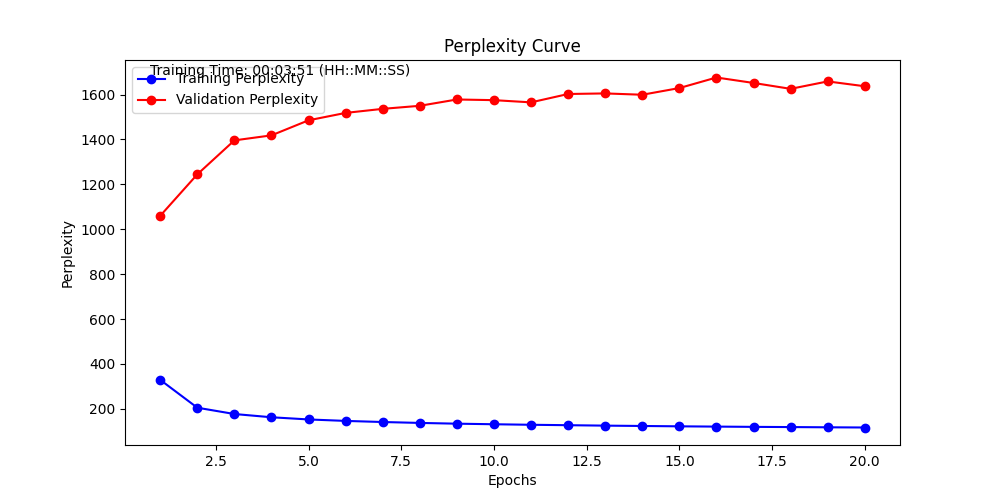 Perplexity Curve
Training Time: 00:03:51 (HH::MM::SS)
Training Perplexity
Validation Perplexity
1600
1400
1200
1000
800
600
400
200
Perplexity
2.5
5.0
7.5
10.0
12.5
15.0
17.5
20.0
Epochs